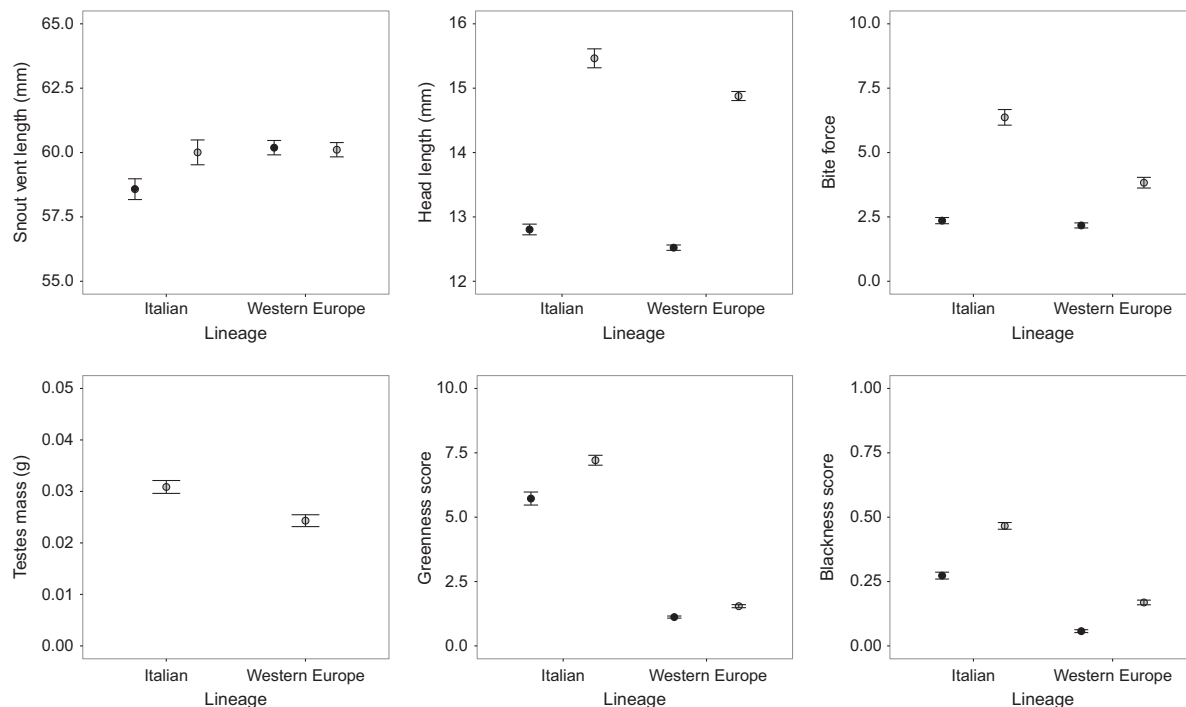 Snout vent length (mm)
65.0
62.5
60.0
57.5
55.0
Italian Western Europe
Lineage
Head length (mm)
16
15
14
13
12
Italian Western Europe
Lineage
Bite force
10.0
7.5
5.0
2.5
0.0
Italian Western Europe
Lineage
Testes mass (g)
0.05
0.04
0.03
0.02
0.01
0.00
Italian Western Europe
Lineage
Greenness score
10.0
7.5
5.0
2.5
0.0
Italian Western Europe
Lineage
Blackness score
1.00
0.75
0.50
0.25
0.00
Italian Western Europe
Lineage